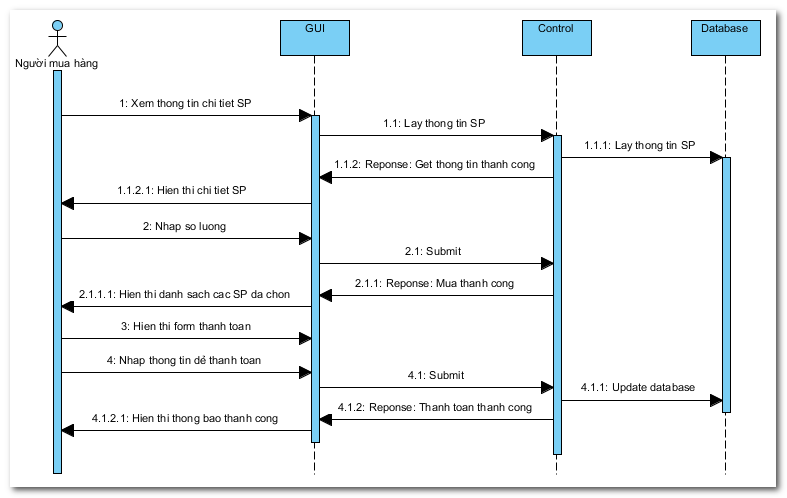 GUI
Control
Database
Người mua hàng
1: Xem thong tin chi tiet SP
1.1: Lay thong tin SP
1.1.1: Lay thong tin SP
1.1.2: Reponse: Get thong tin thanh cong
1.1.2.1: Hien thi chi tiet SP
2: Nhap so luong
2.1: Submit
2.1.1: Reponse: Mua thanh cong
2.1.1.1: Hien thi danh sach cac SP da chon
3: Hien thi form thanh toan
4: Nhap thong tin dẻ thanh toan
4.1: Submit
4.1.1: Update database
4.1.2: Reponse: Thanh toan thanh cong
4.1.2.1: Hien thi thong bao thanh cong